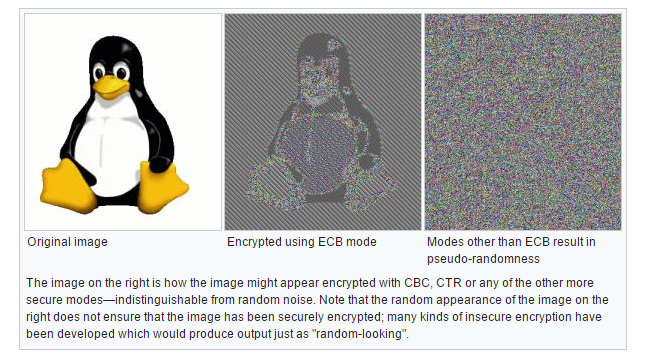 Original image
Encrypted using ECB mode
Modes other than ECB result in
pseudo-randomness
The image on the right is how the image might appear encrypted with CBC, CTR or any of the other more
secure modes—indistinguishable from random noise. Note that the random appearance of the image on the
right does not ensure that the image has been securely encrypted; many kinds of insecure encryption have
been developed which would produce output just as "random-looking".